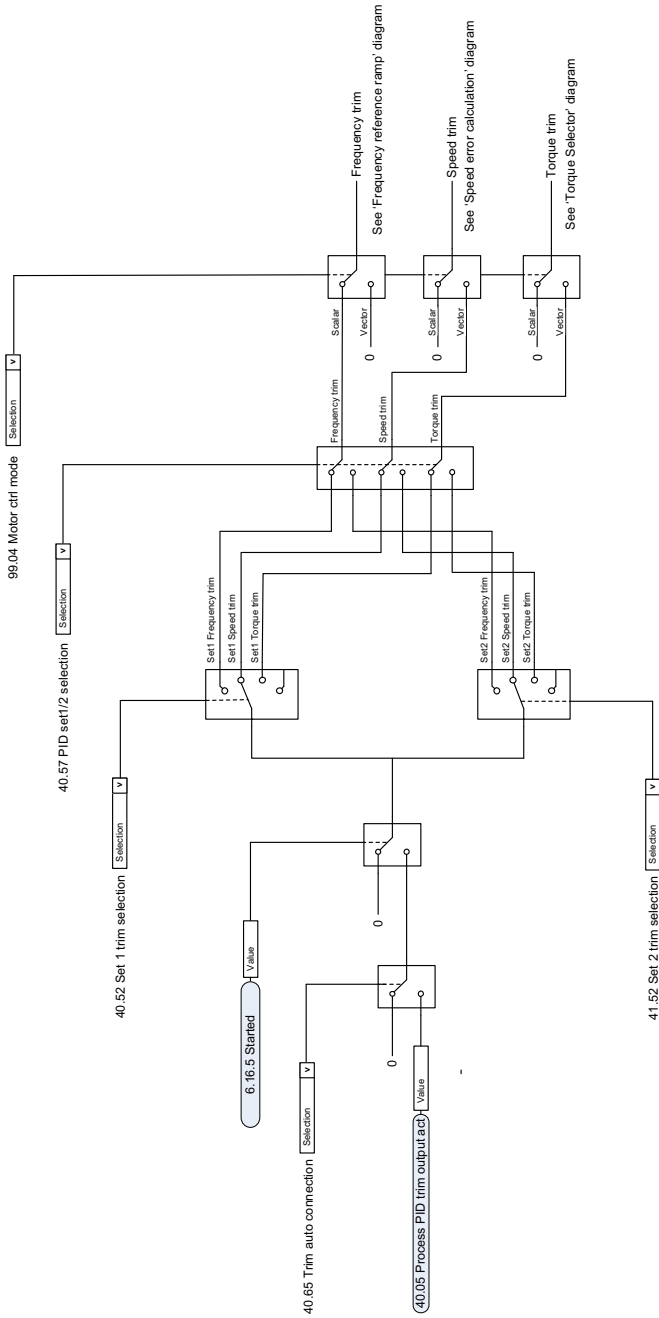 99.04 Motor ctrl mode
Selection
v
40.57 PID set1/2 selection
Selection
v
40.52 Set 1 trim selection
Selection
v
6.16.5 Started
Value
40.65 Trim auto connection
Selection
v
40.05 Process PID trim output act
Value
-
0
0
41.52 Set 2 trim selection
Selection
v
Set1 Frequency trim
Set1 Speed trim
Set1 Torque trim
Set2 Frequency trim
Set2 Speed trim
Set2 Torque trim
Frequency trim
Speed trim
Torque trim
Scalar
Vector
0
Frequency trim
See 'Frequency reference ramp' diagram
Scalar
0
Vector
Speed trim
See 'Speed error calculation' diagram
Scalar
0
Vector
Torque trim
See 'Torque Selector' diagram